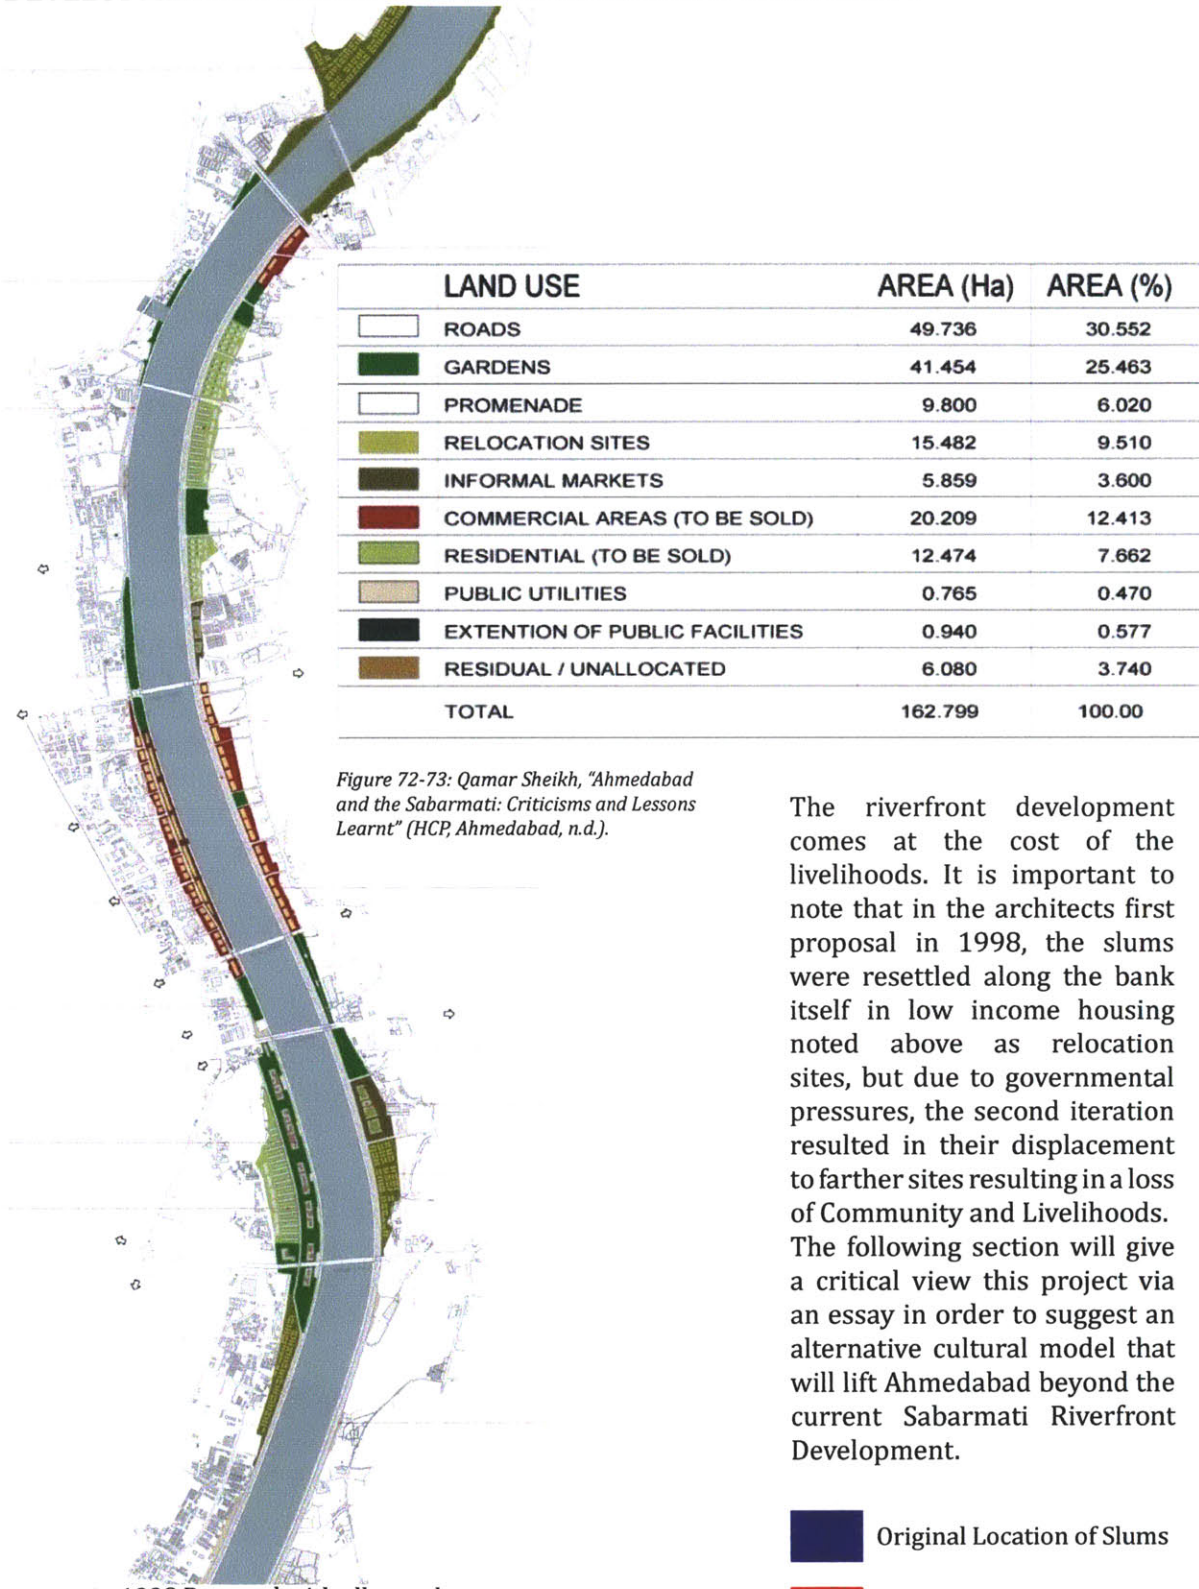 LAND USE AREA (Ha) AREA (%)
ROADS 49.736 30.552
GARDENS 41.454 25.463
PROMENADE 9.800 6.020
RELOCATION SITES 15.482 9.510
INFORMAL MARKETS 5.859 3.600
COMMERCIAL AREAS (TO BE SOLD) 20.209 12.413
RESIDENTIAL (TO BE SOLD) 12.474 7.662
PUBLIC UTILITIES 0.765 0.470
EXTENTION OF PUBLIC FACILITIES 0.940 0.577
RESIDUAL / UNALLOCATED 6.080 3.740
TOTAL 162.799 100.00
Figure 72-73: Qamar Sheikh, “Ahmedabad
and the Sabarmati: Criticisms and Lessons
Learnt” (HCP, Ahmedabad, n.d.).
The riverfront development
comes at the cost of the
livelihoods. It is important to
note that in the architects first
proposal in 1998, the slums
were resettled along the bank
itself in low income housing
noted above as relocation
sites, but due to governmental
pressures, the second iteration
resulted in their displacement
to farther sites resulting in a loss
of Community and Livelihoods.
The following section will give
a critical view this project via
an essay in order to suggest an
alternative cultural model that
will lift Ahmedabad beyond the
current Sabarmati Riverfront
Development.
Original Location of Slums